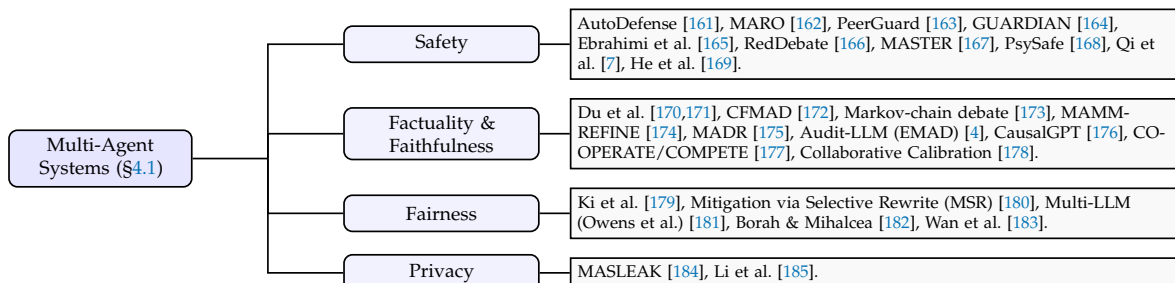 Multi-Agent
Systems (§4.1)
Safety
AutoDefense [161], MARO [162], PeerGuard [163], GUARDIAN [164],
Ebrahimi et al. [165], RedDebate [166], MASTER [167], PsySafe [168], Qi et
al. [7], He et al. [169].
Factuality &
Faithfulness
Du et al. [170,171], CFMAD [172], Markov-chain debate [173], MAMM-
REFINE [174], MADR [175], Audit-LLM (EMAD) [4], CausalGPT [176], CO-
OPERATE/COMPETE [177], Collaborative Calibration [178].
Fairness
Ki et al. [179], Mitigation via Selective Rewrite (MSR) [180], Multi-LLM
(Owens et al.) [181], Borah & Mihalcea [182], Wan et al. [183].
Privacy
MASLEAK [184], Li et al. [185].